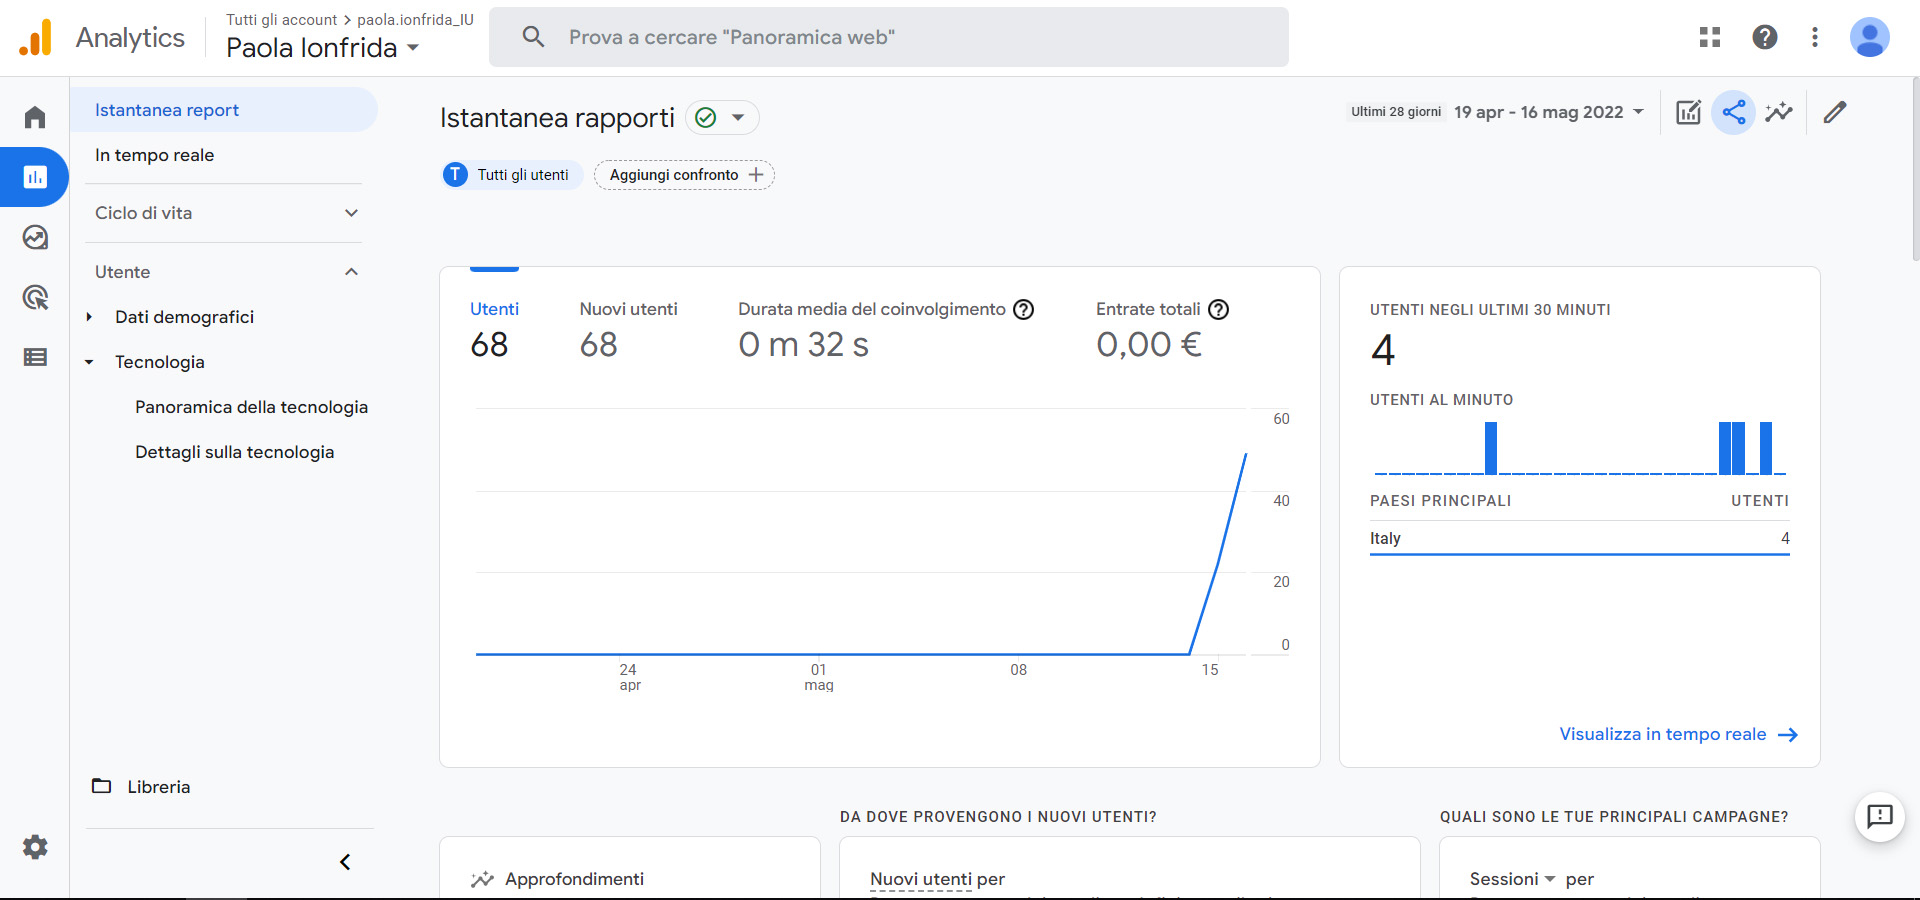 Analytics
Tutti gli account > paola.ionfrida_IU
Paola Ionfrida
Prova a cercare "Panoramica web"
Istantanea report
In tempo reale
Ciclo di vita
Utente
Dati demografici
Tecnologia
Panoramica della tecnologia
Dettagli sulla tecnologia
Libreria
Istantanea rapporti
Ultimi 28 giorni 19 apr - 16 mag 2022
T Tutti gli utenti
Aggiungi confronto +
Utenti
68
Nuovi utenti
68
Durata media del coinvolgimento
0 m 32 s
Entrate totali
0,00 €
60
40
20
0
24
apr
01
mag
08
15
UTENTI NEGLI ULTIMI 30 MINUTI
4
UTENTI AL MINUTO
PAESI PRINCIPALI UTENTI
Italy 4
Visualizza in tempo reale
DA DOVE PROVENGONO I NUOVI UTENTI?
QUALI SONO LE TUE PRINCIPALI CAMPAGNE?
Approfondimenti
Nuovi utenti per
Sessioni per